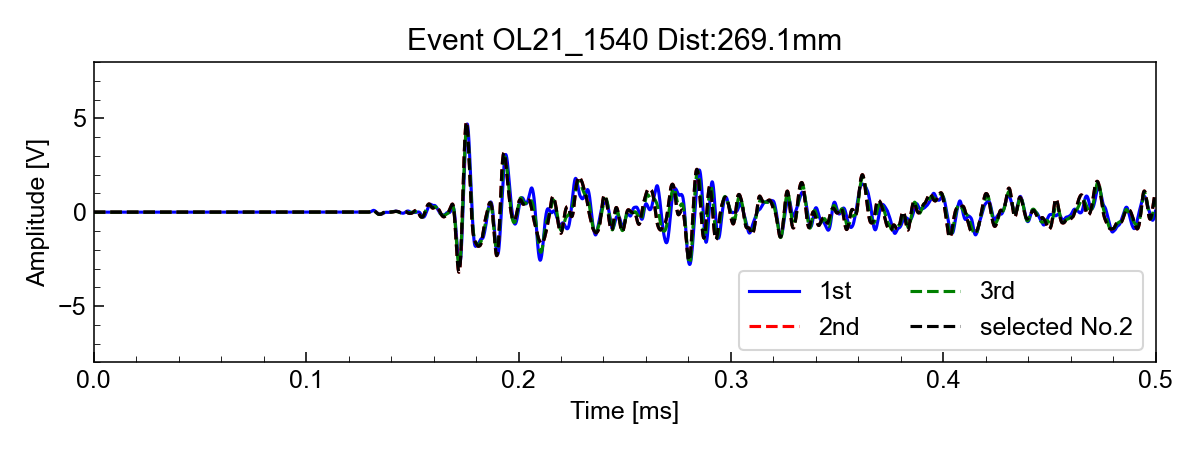 Event OL21_1540 Dist:269.1mm
Amplitude [V]
5
0
−5
1st
2nd
3rd
selected No.2
0.0 0.1 0.2 0.3 0.4 0.5
Time [ms]